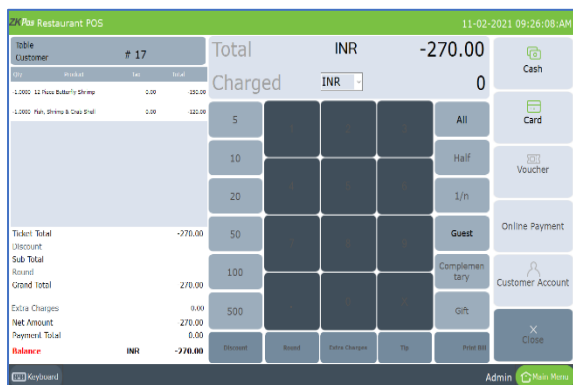 ZKPos Restaurant POS 11-02-2021 09:26:08:AM
Table
Customer # 17
Qty Product Tax Total
-1.0000 12 Piece Butterfly Shrimp 0.00 -150.00
-1.0000 Fish, Shrimp & Crab Shell 0.00 -120.00
Ticket Total -270.00
Discount
Sub Total
Round
Grand Total 270.00
Extra Charges 0.00
Net Amount 270.00
Payment Total 0.00
Balance INR -270.00
Keyboard
Total INR -270.00
Charged INR 0
5 All
10 Half
20 1/n
50 Guest
100 Complemen
tary
500 Gift
Discount Round Extra Charges Tip Print Bill
Cash
Card
Voucher
Online Payment
Customer Account
Close
Admin Main Menu